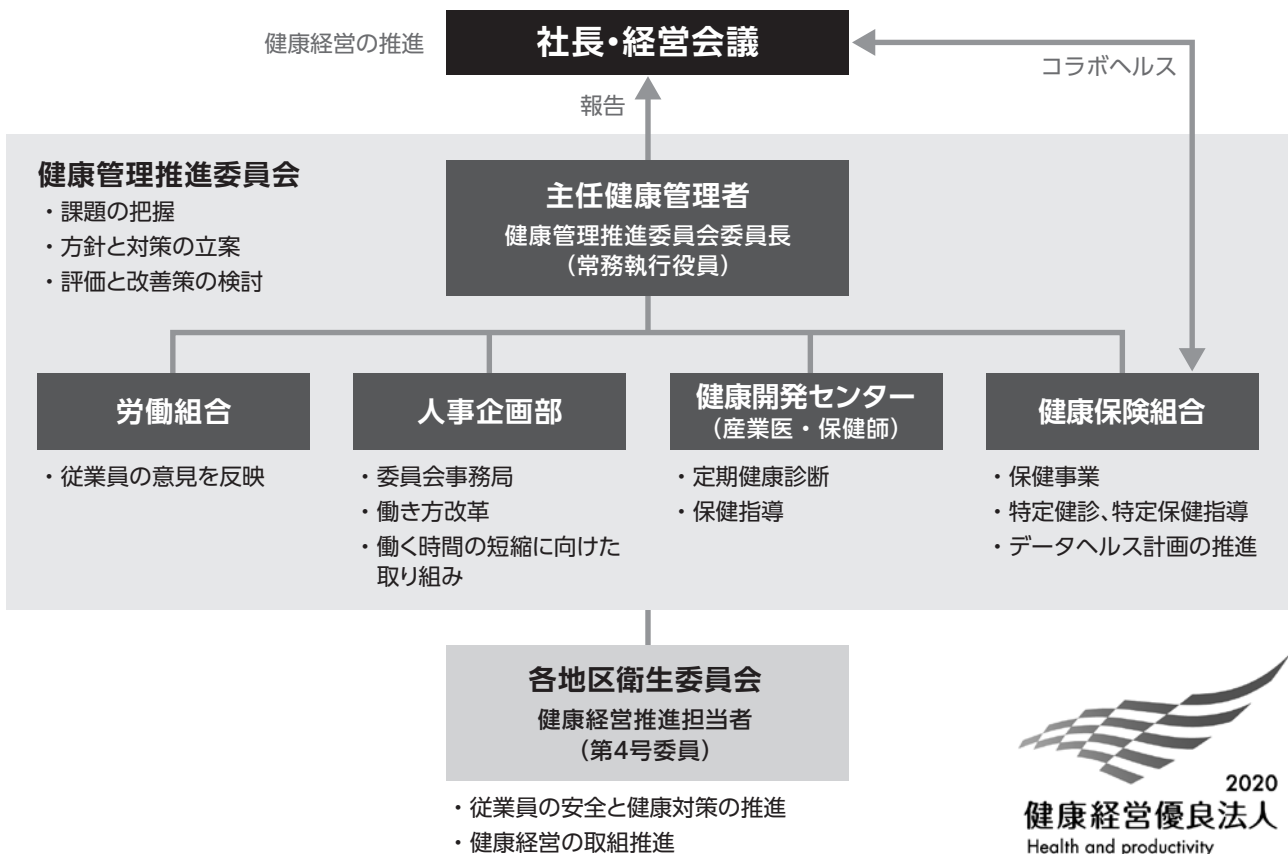 健康経営の推進
社長・経営会議
コラボヘルス
報告
健康管理推進委員会
・課題の把握
・方針と対策の立案
・評価と改善策の検討
主任健康管理者
健康管理推進委員会委員長
（常務執行役員）
労働組合
・従業員の意見を反映
人事企画部
・委員会事務局
・働き方改革
・働く時間の短縮に向けた
取り組み
健康開発センター
（産業医・保健師）
・定期健康診断
・保健指導
健康保険組合
・保健事業
・特定健診、特定保健指導
・データヘルス計画の推進
各地区衛生委員会
健康経営推進担当者
（第4号委員）
・従業員の安全と健康対策の推進
・健康経営の取組推進
2020
健康経営優良法人
Health and productivity